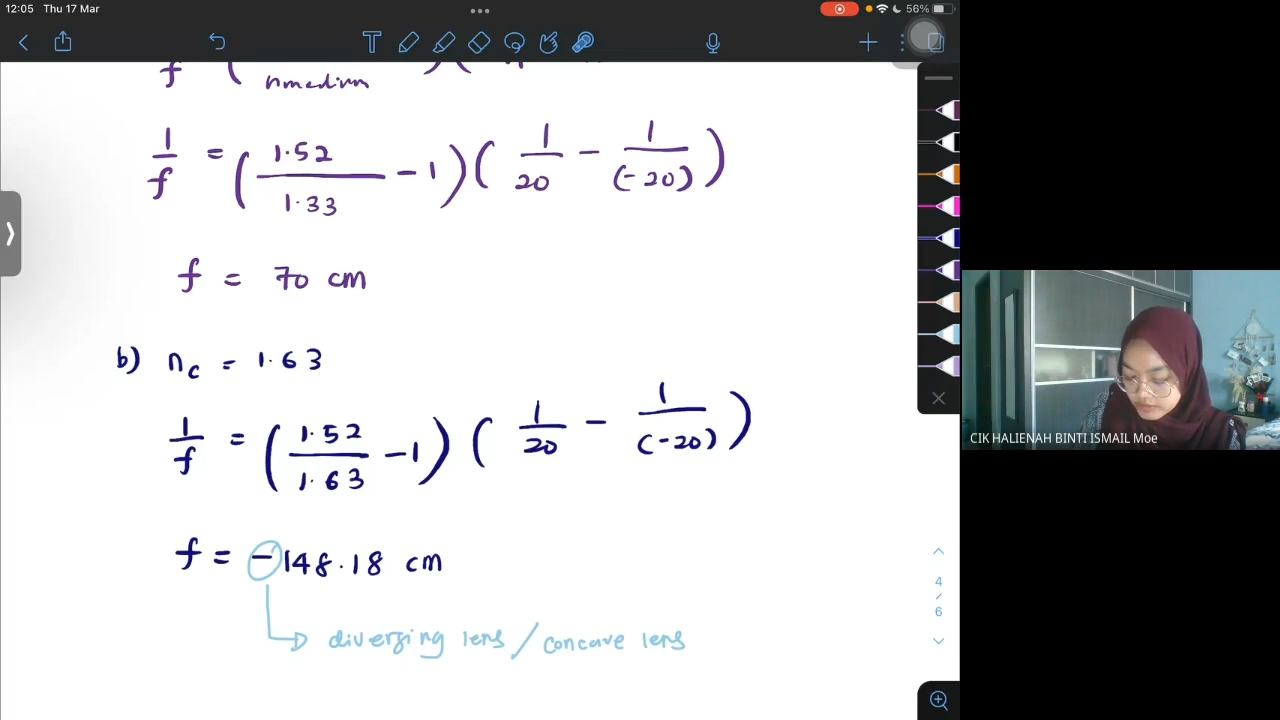 12:05 Thu 17 Mar
56%
f ( n medium
1/f = (1.52/1.33 - 1)(1/20 - 1/(-20))
f = 70 cm
b) nc = 1.63
1/f = (1.52/1.63 - 1)(1/20 - 1/(-20))
f = -148.18 cm
diverging lens / concave lens
4
6
CIK HALIENAH BINTI ISMAIL Moe